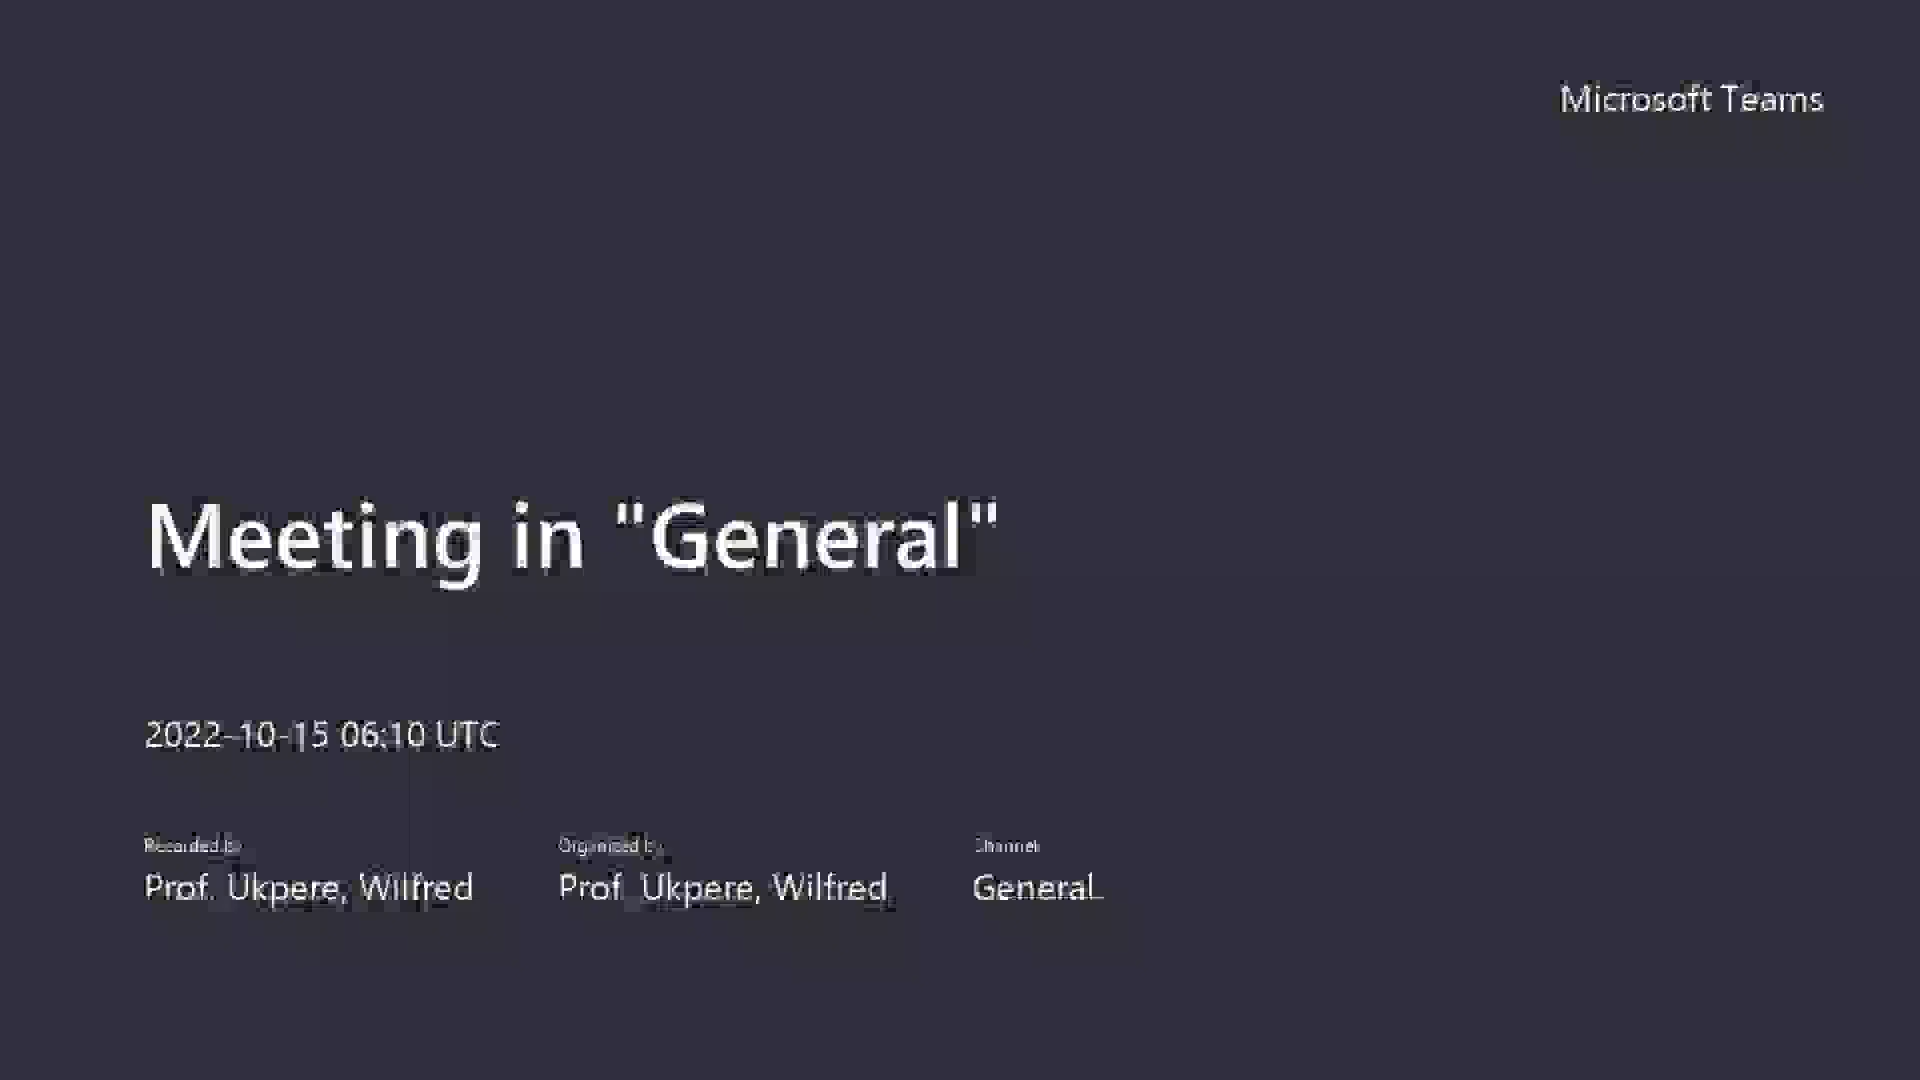 Microsoft Teams
Meeting in "General"
2022-10-15 06:10 UTC
Recorded by Organized by Channel
Prof. Ukpere, Wilfred Prof. Ukpere, Wilfred General